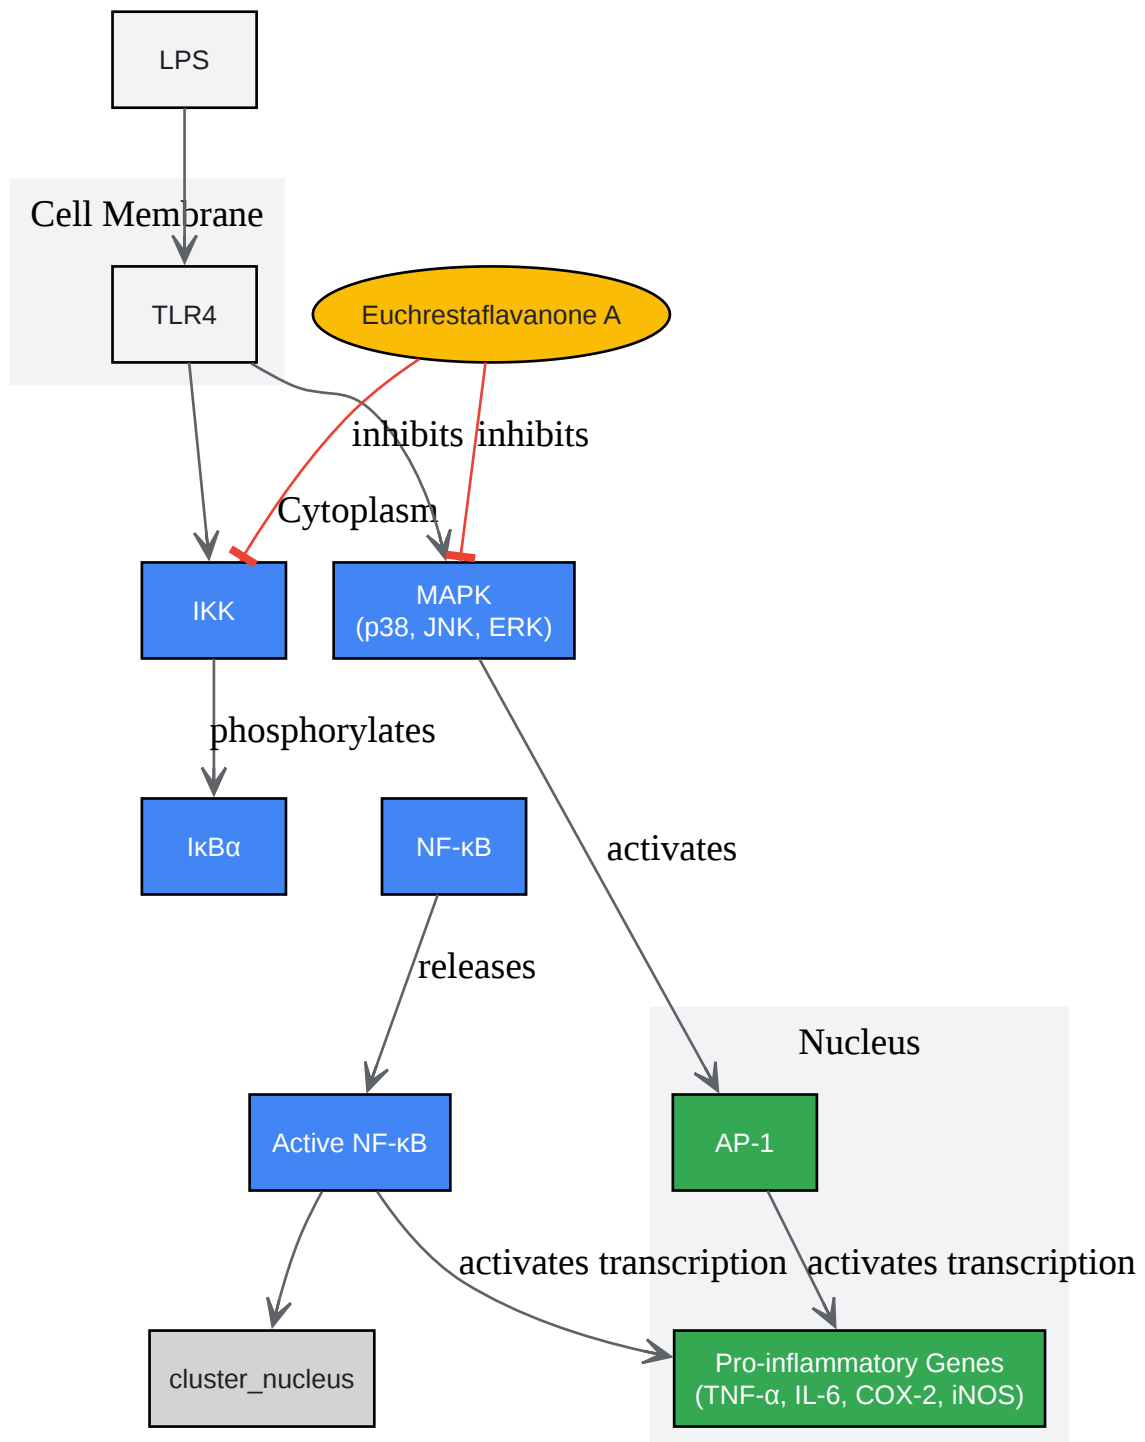 LPS
Cell Membrane
TLR4
Euchrestaflavanone A
inhibits
inhibits
Cytoplasm
IKK
MAPK
(p38, JNK, ERK)
phosphorylates
IκBα
NF-κB
activates
releases
Nucleus
Active NF-κB
AP-1
activates transcription
activates transcription
cluster_nucleus
Pro-inflammatory Genes
(TNF-α, IL-6, COX-2, iNOS)